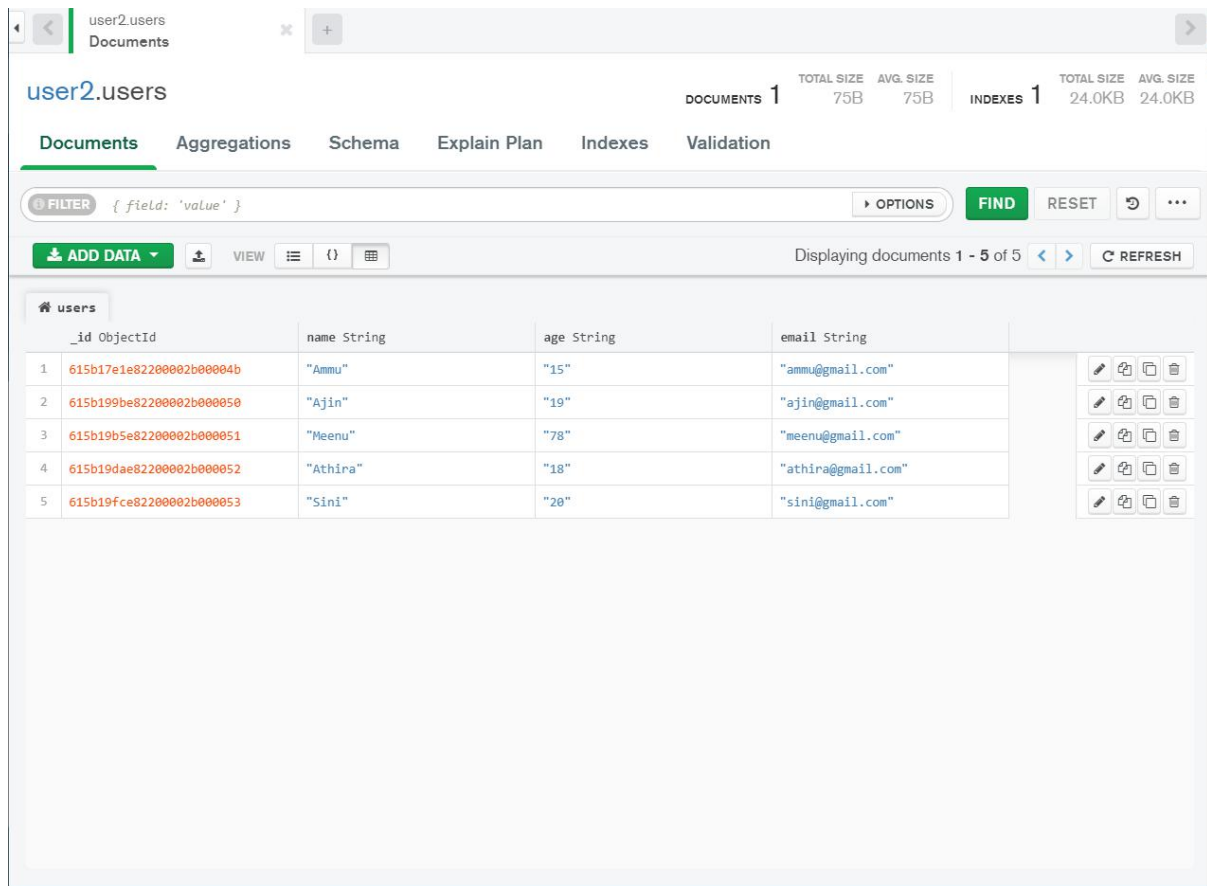 user2.users
Documents
user2.users
DOCUMENTS 1 TOTAL SIZE 75B AVG. SIZE 75B INDEXES 1 TOTAL SIZE 24.0KB AVG. SIZE 24.0KB
Documents Aggregations Schema Explain Plan Indexes Validation
FILTER { field: 'value' } OPTIONS FIND RESET ...
ADD DATA VIEW {} Displaying documents 1 - 5 of 5 < > REFRESH
users
_id ObjectId name String age String email String
1 615b17e1e82200002b00004b "Ammu" "15" "ammu@gmail.com"
2 615b199be82200002b000050 "Ajin" "19" "ajin@gmail.com"
3 615b19b5e82200002b000051 "Meenu" "78" "meenu@gmail.com"
4 615b19dae82200002b000052 "Athira" "18" "athira@gmail.com"
5 615b19fce82200002b000053 "Sini" "20" "sini@gmail.com"